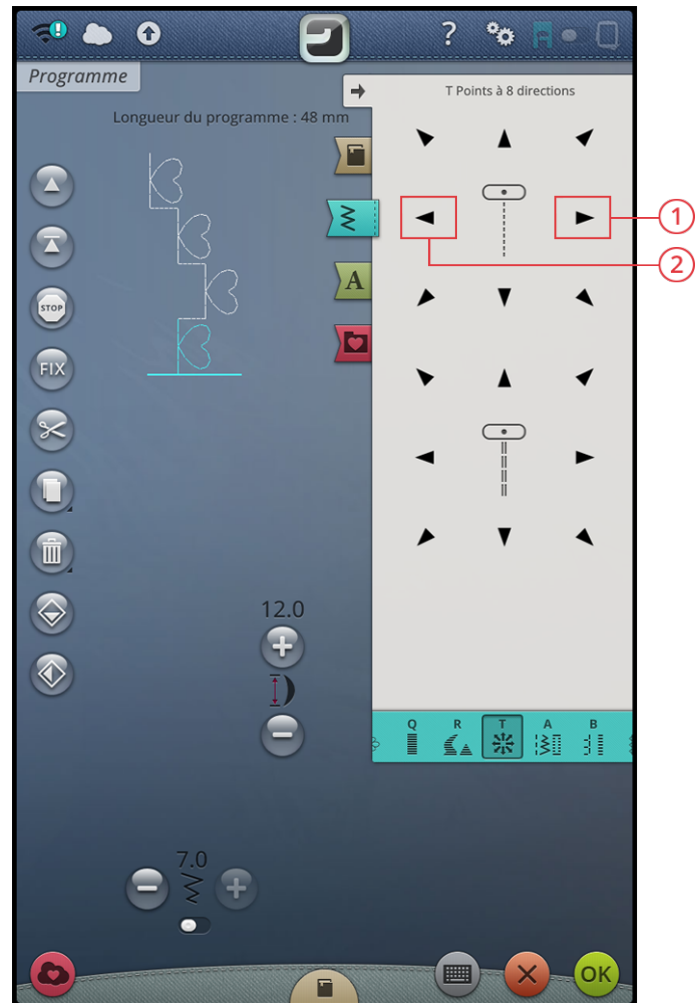 ?
Programme
T Points à 8 directions
Longueur du programme : 48 mm
1
A
2
STOP
FIX
12.0
Q R T A B
7.0
OK